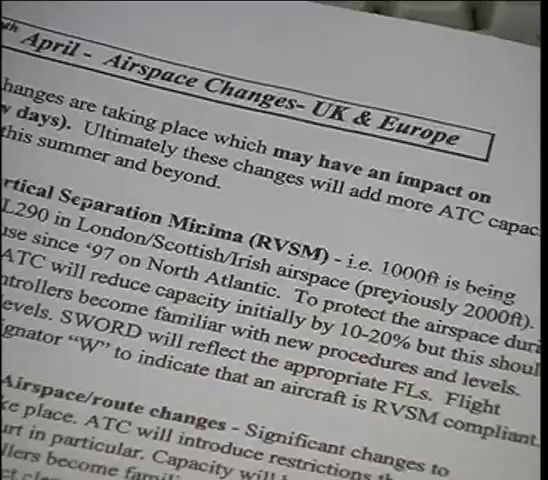 th April - Airspace Changes- UK & Europe
hanges are taking place which may have an impact on
days). Ultimately these changes will add more ATC capac
this summer and beyond.
rtical Separation Minima (RVSM) - i.e. 1000ft is being
L290 in London/Scottish/Irish airspace (previously 2000ft).
use since '97 on North Atlantic. To protect the airspace duri
ATC will reduce capacity initially by 10-20% but this shoul
ntrollers become familiar with new procedures and levels.
evels. SWORD will reflect the appropriate FLs. Flight
gnator "W" to indicate that an aircraft is RVSM compliant.
Airspace/route changes - Significant changes to
ke place. ATC will introduce restrictions
urt in particular. Capacity will
llers become famil